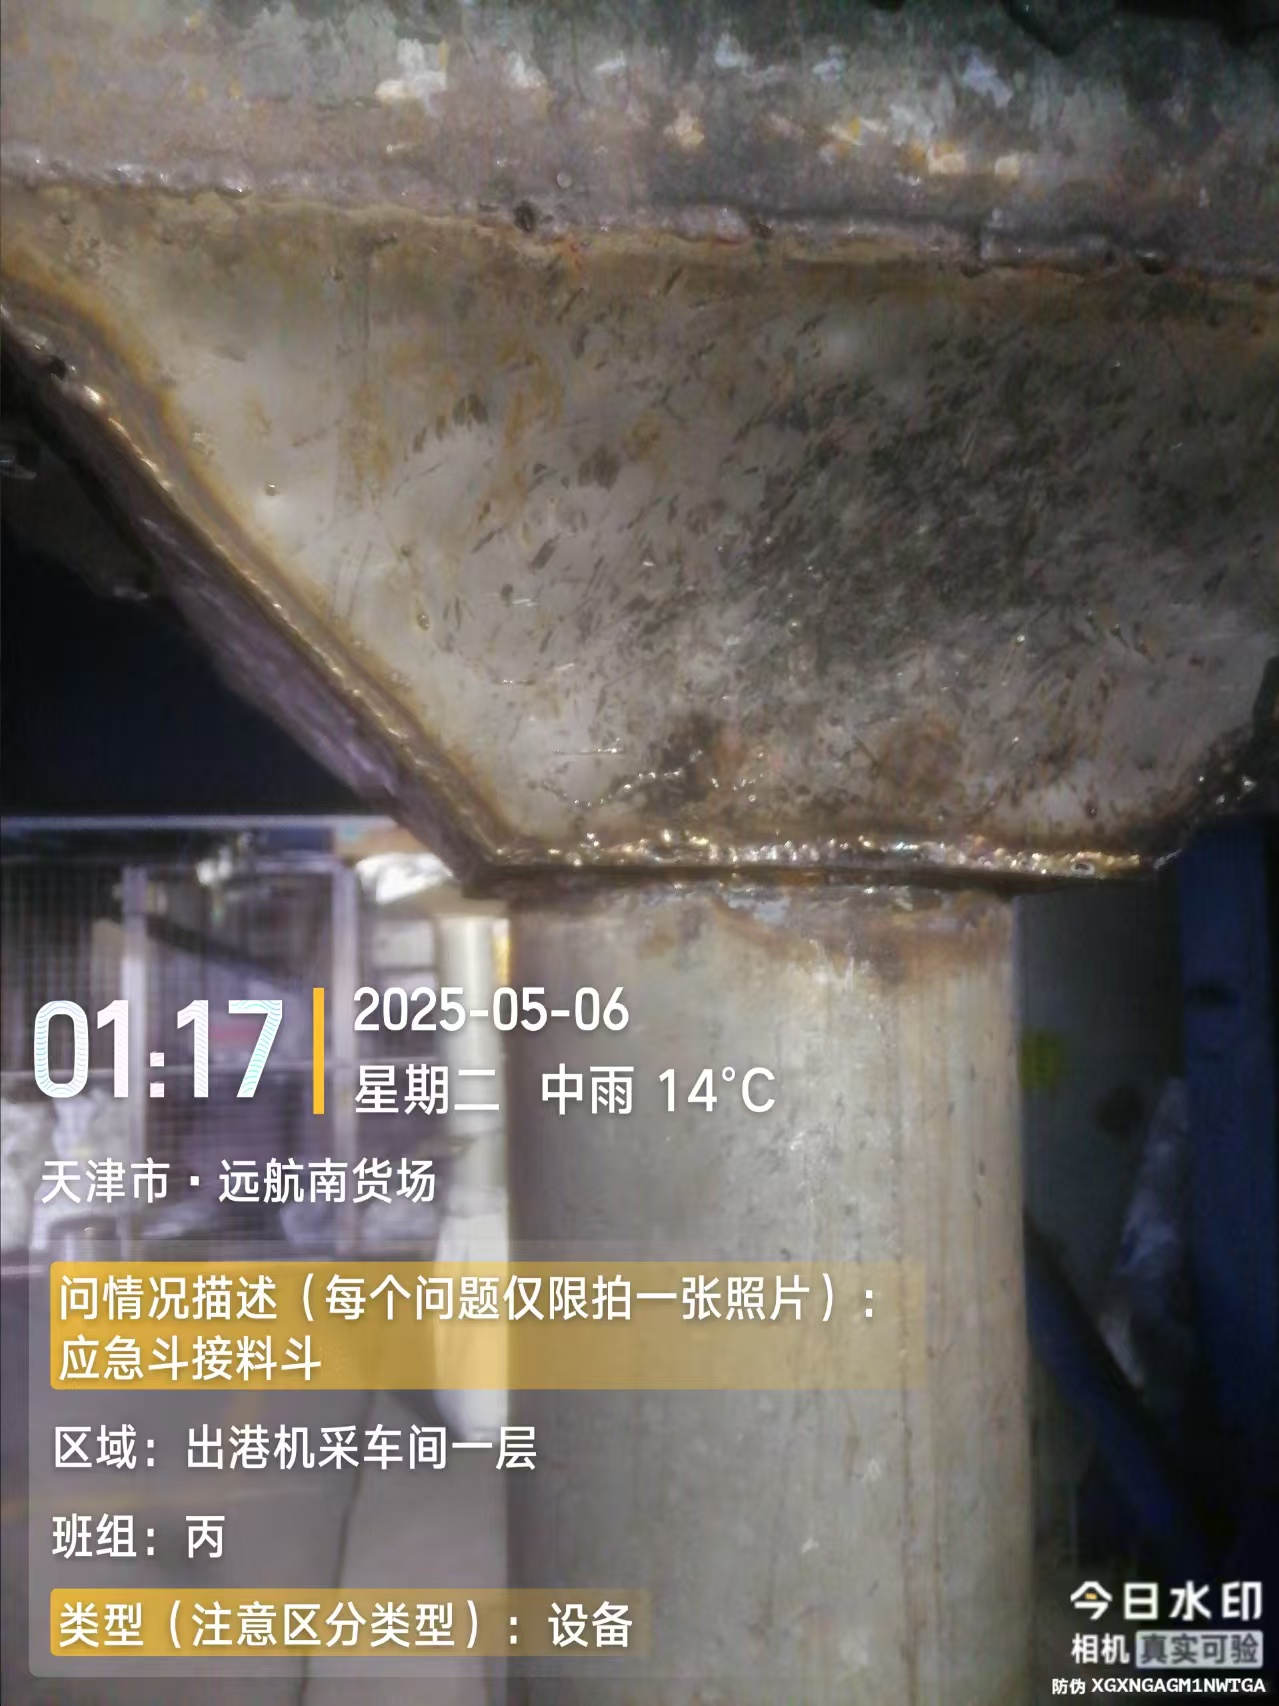 01:17
2025-05-06
星期二 中雨 14°C
天津市·远航南货场
问情况描述（每个问题仅限拍一张照片）：
应急斗接料斗
区域：出港机采车间一层
班组：丙
类型（注意区分类型）：设备
今日水印
相机 真实可验
防伪 XGXNGAGM1NWTGA